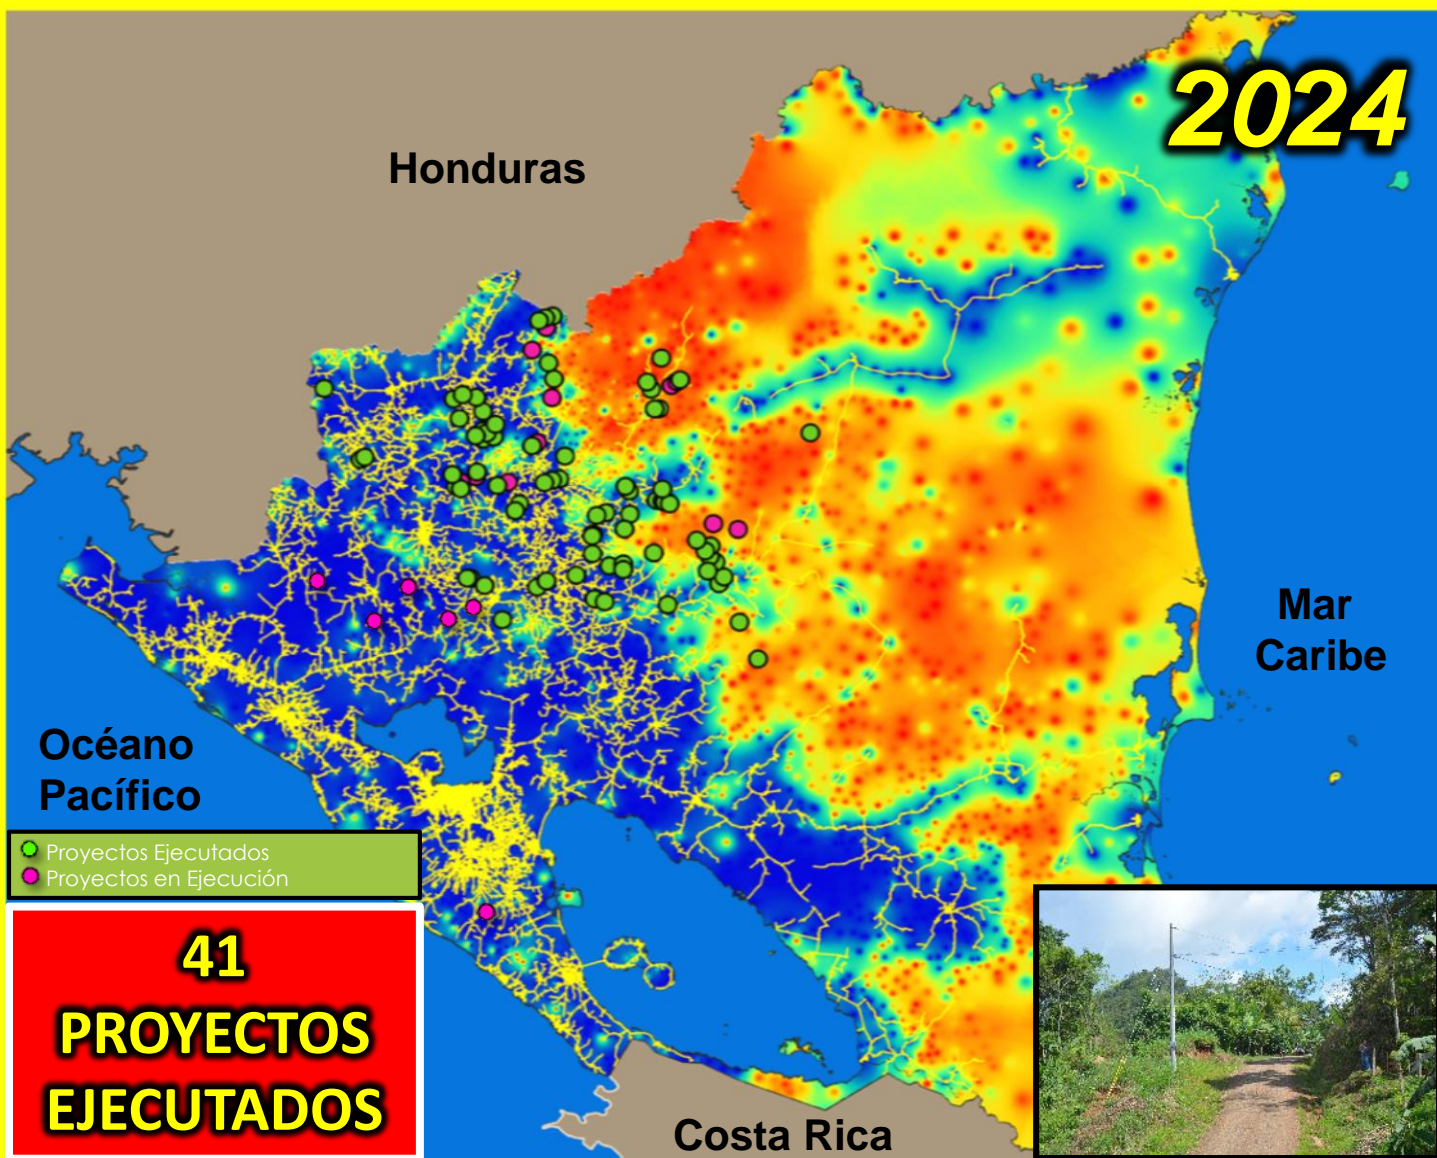 2024
Honduras
Mar
Caribe
Océano
Pacífico
Proyectos Ejecutados
Proyectos en Ejecución
41
PROYECTOS
EJECUTADOS
Costa Rica